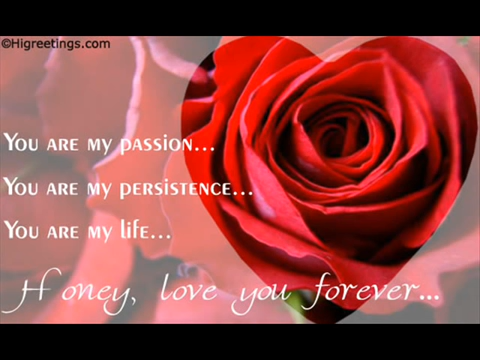 ©Higreetings.com
You are my passion...
You are my persistence...
You are my life...
Honey, love you forever...